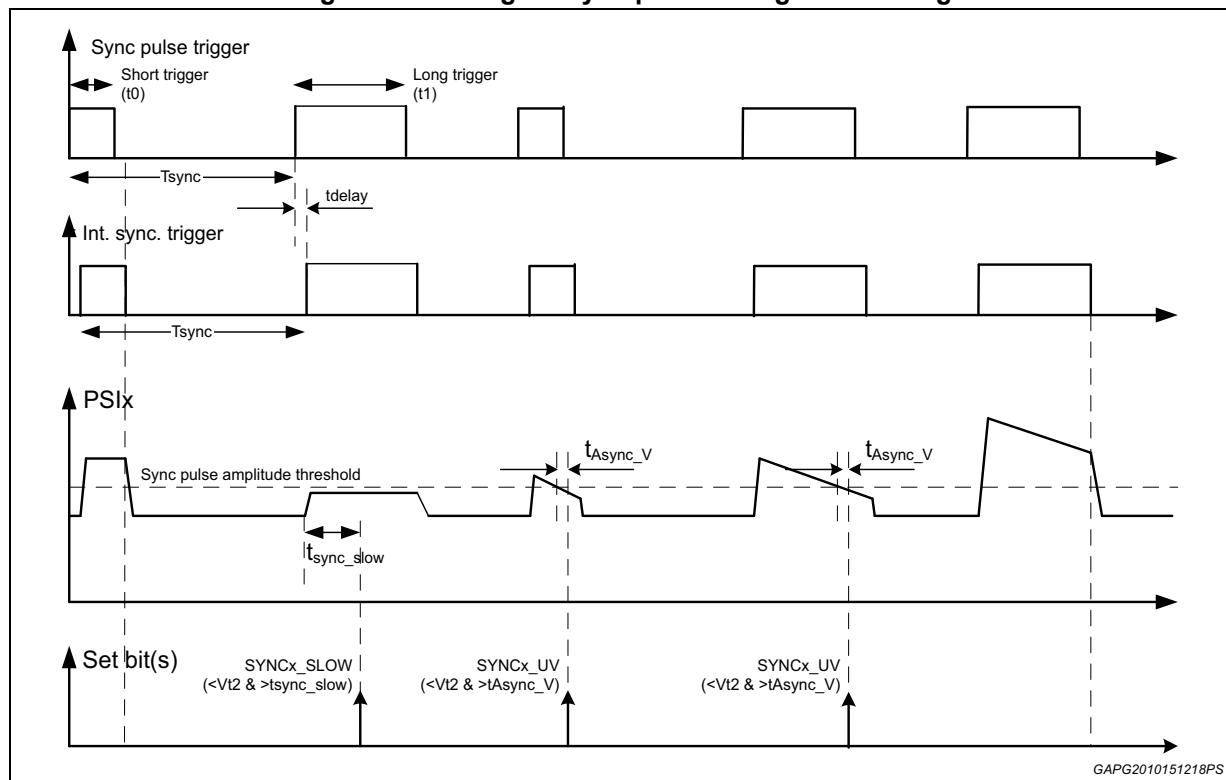 Sync pulse trigger
Short trigger
(t0)
Long trigger
(t1)
Tsync
tdelay
Int. sync. trigger
Tsync
PSIx
Sync pulse amplitude threshold
tAsync_V
tAsync_V
tsync_slow
Set bit(s)
SYNCx_SLOW
(<Vt2 & >tsync_slow)
SYNCx_UV
(<Vt2 & >tAsync_V)
SYNCx_UV
(<Vt2 & >tAsync_V)
GAPG2010151218PS